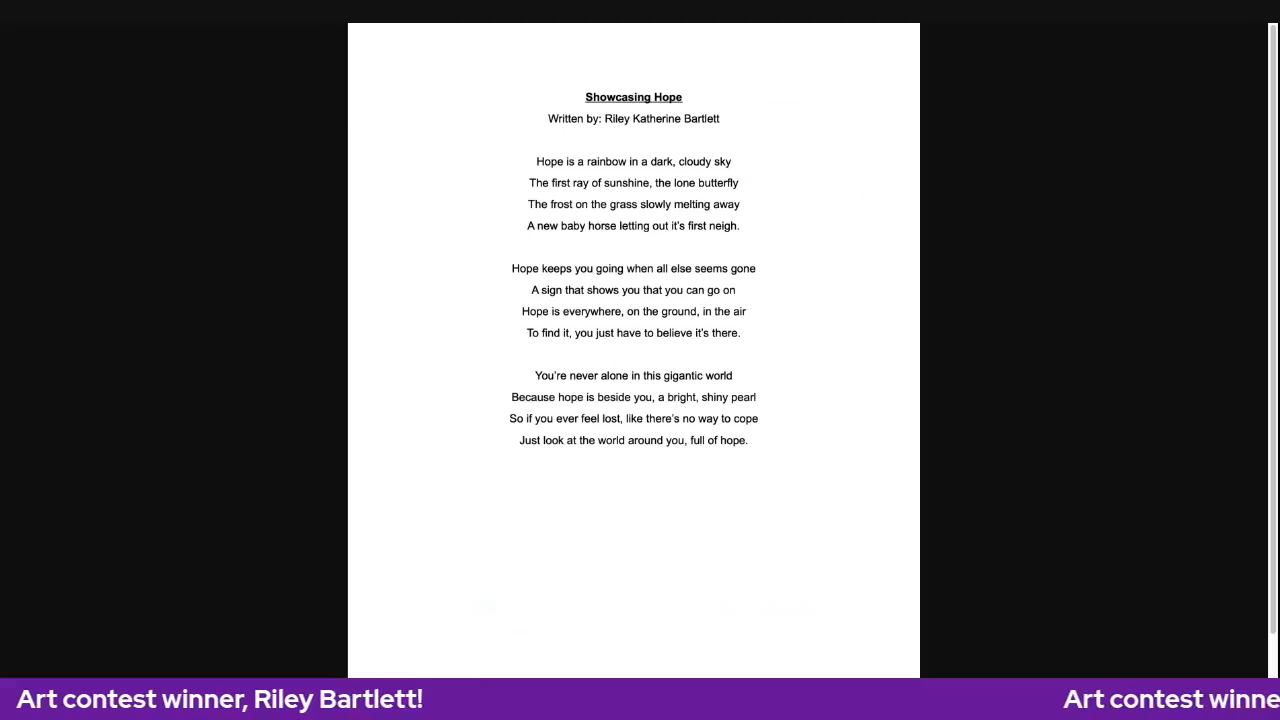 Showcasing Hope
Written by: Riley Katherine Bartlett
Hope is a rainbow in a dark, cloudy sky
The first ray of sunshine, the lone butterfly
The frost on the grass slowly melting away
A new baby horse letting out it's first neigh.
Hope keeps you going when all else seems gone
A sign that shows you that you can go on
Hope is everywhere, on the ground, in the air
To find it, you just have to believe it's there.
You're never alone in this gigantic world
Because hope is beside you, a bright, shiny pearl
So if you ever feel lost, like there's no way to cope
Just look at the world around you, full of hope.
Art contest winner, Riley Bartlett!
Art contest winne